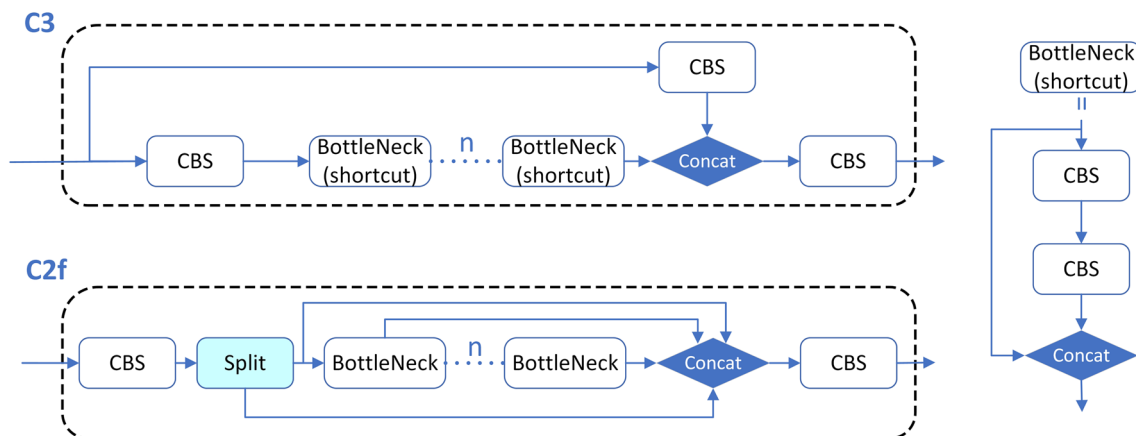 C3
CBS
CBS
BottleNeck
(shortcut)
n
BottleNeck
(shortcut)
Concat
CBS
C2f
CBS
Split
BottleNeck
n
BottleNeck
Concat
CBS
BottleNeck
(shortcut)
=
CBS
CBS
Concat